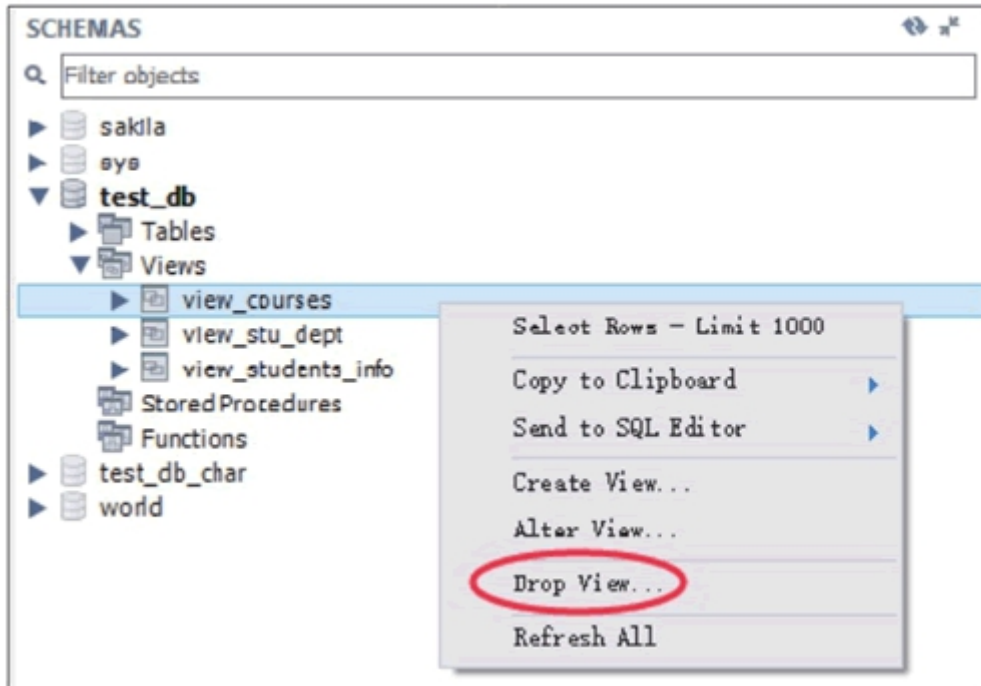 SCHEMAS
Filter objects
sakila
sys
test_db
Tables
Views
view_courses
view_stu_dept
view_students_info
Stored Procedures
Functions
test_db_char
world
Select Rows - Limit 1000
Copy to Clipboard
Send to SQL Editor
Create View...
Alter View...
Drop View...
Refresh All